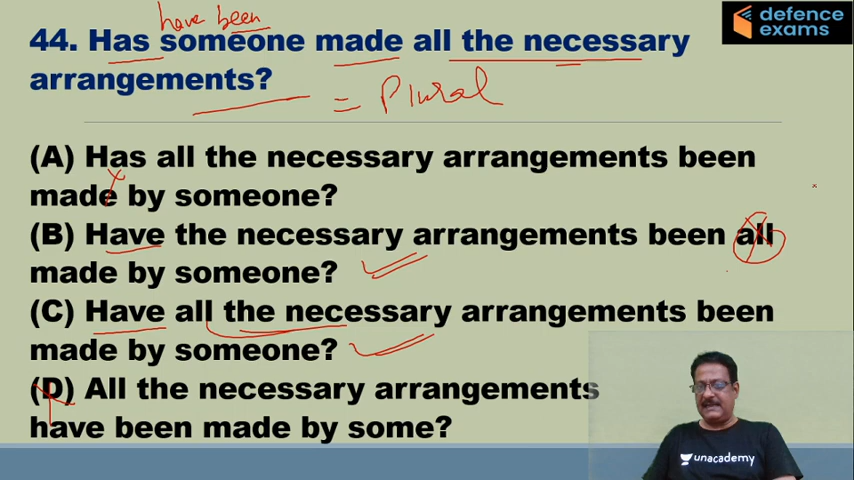 have been
defence
exams
44. Has someone made all the necessary
arrangements?
= Plural
(A) Has all the necessary arrangements been
made by someone?
(B) Have the necessary arrangements been all
made by someone?
(C) Have all the necessary arrangements been
made by someone?
(D) All the necessary arrangements
have been made by some?
unacademy